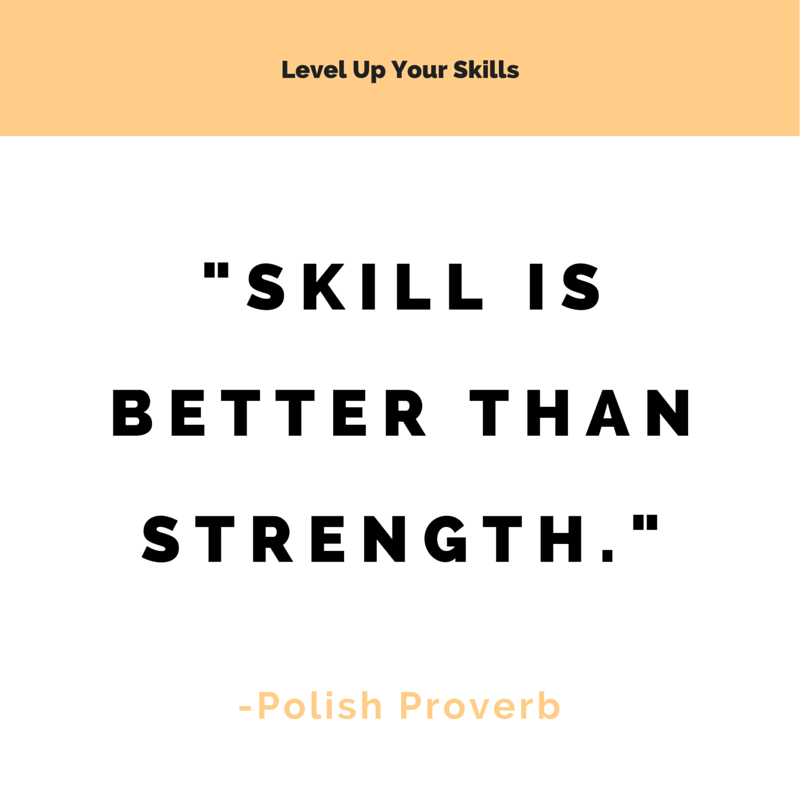 Level Up Your Skills
"SKILL IS
BETTER THAN
STRENGTH."
-Polish Proverb